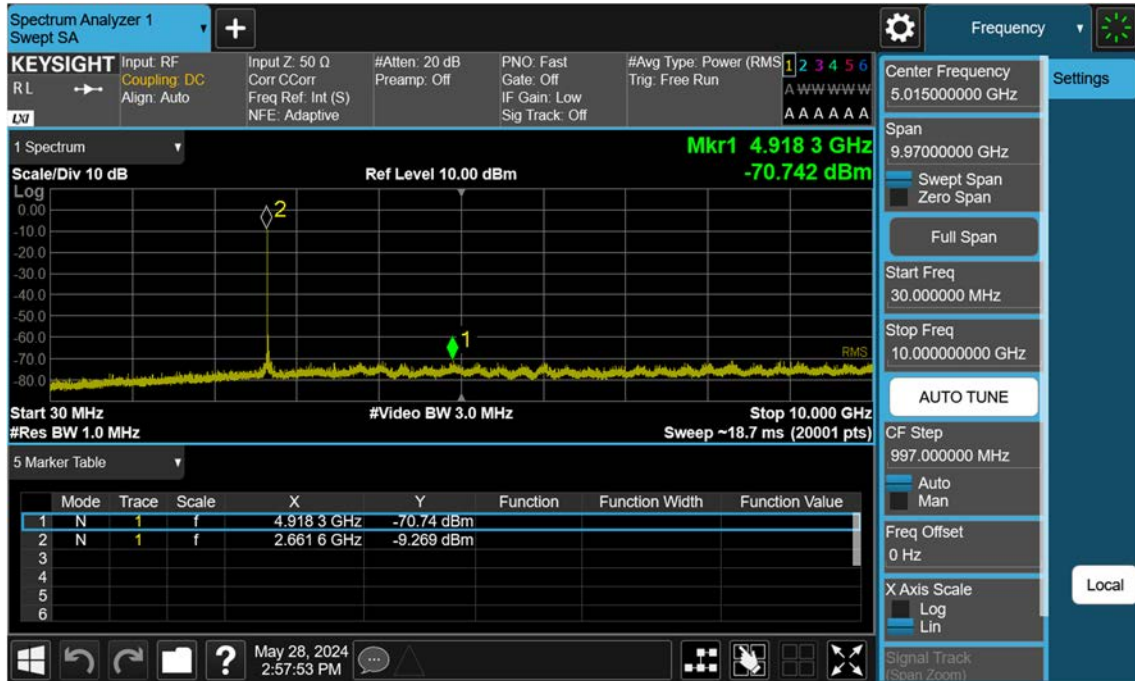 Spectrum Analyzer 1
Swept SA
+
Frequency
KEYSIGHT
RL
LXI
Input: RF
Coupling: DC
Align: Auto
Input Z: 50 Ω
Corr CCorr
Freq Ref: Int (S)
NFE: Adaptive
#Atten: 20 dB
Preamp: Off
PNO: Fast
Gate: Off
IF Gain: Low
Sig Track: Off
#Avg Type: Power (RMS
Trig: Free Run
1 2 3 4 5 6
A W W W W W
A A A A A A
1 Spectrum
Scale/Div 10 dB
Ref Level 10.00 dBm
Mkr1 4.918 3 GHz
-70.742 dBm
Log
0.00
-10.0
-20.0
-30.0
-40.0
-50.0
-60.0
-70.0
-80.0
2
1
RMS
Start 30 MHz
#Video BW 3.0 MHz
Stop 10.000 GHz
#Res BW 1.0 MHz
Sweep ~18.7 ms (20001 pts)
5 Marker Table
Mode Trace Scale X Y Function Function Width Function Value
1 N 1 f 4.918 3 GHz -70.74 dBm
2 N 1 f 2.661 6 GHz -9.269 dBm
3
4
5
6
?
May 28, 2024
2:57:53 PM
Center Frequency
5.015000000 GHz
Span
9.97000000 GHz
Swept Span
Zero Span
Full Span
Start Freq
30.000000 MHz
Stop Freq
10.000000000 GHz
AUTO TUNE
CF Step
997.000000 MHz
Auto
Man
Freq Offset
0 Hz
X Axis Scale
Log
Lin
Signal Track
(Span Zoom)
Settings
Local